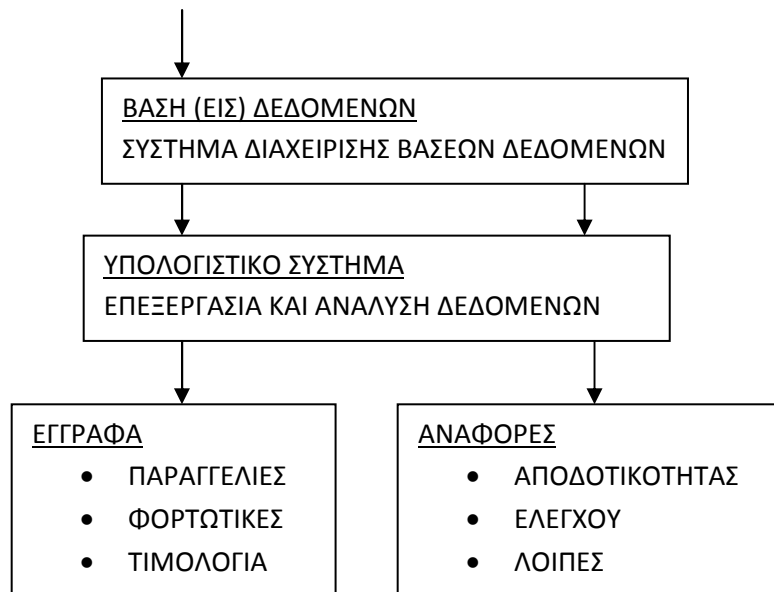 ΒΑΣΗ (ΕΙΣ) ΔΕΔΟΜΕΝΩΝ
ΣΥΣΤΗΜΑ ΔΙΑΧΕΙΡΙΣΗΣ ΒΑΣΕΩΝ ΔΕΔΟΜΕΝΩΝ
ΥΠΟΛΟΓΙΣΤΙΚΟ ΣΥΣΤΗΜΑ
ΕΠΕΞΕΡΓΑΣΙΑ ΚΑΙ ΑΝΑΛΥΣΗ ΔΕΔΟΜΕΝΩΝ
ΕΓΓΡΑΦΑ
• ΠΑΡΑΓΓΕΛΙΕΣ
• ΦΟΡΤΩΤΙΚΕΣ
• ΤΙΜΟΛΟΓΙΑ
ΑΝΑΦΟΡΕΣ
• ΑΠΟΔΟΤΙΚΟΤΗΤΑΣ
• ΕΛΕΓΧΟΥ
• ΛΟΙΠΕΣ